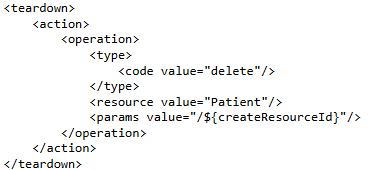 <teardown>
    <action>
        <operation>
            <type>
                <code value="delete"/>
            </type>
            <resource value="Patient"/>
            <params value="/${createResourceId}"/>
        </operation>
    </action>
</teardown>